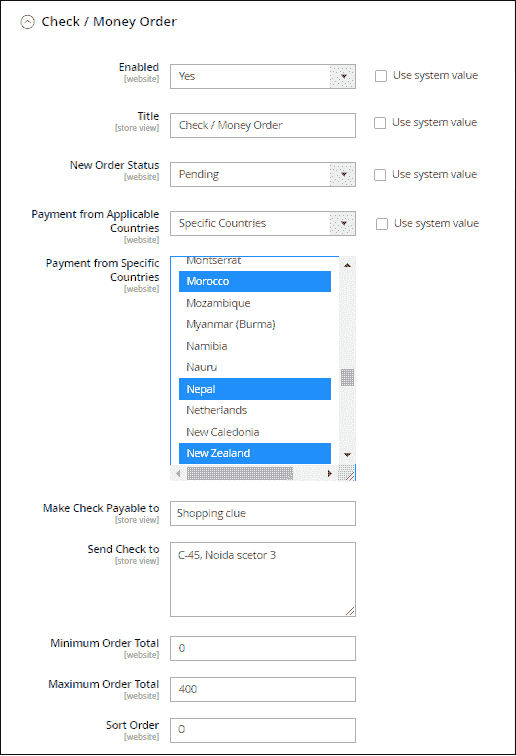 Check / Money Order
Enabled
[website]
Yes
Use system value
Title
[store view]
Check / Money Order
Use system value
New Order Status
[website]
Pending
Use system value
Payment from Applicable
Countries
[website]
Specific Countries
Use system value
Payment from Specific
Countries
[website]
Montserrat
Morocco
Mozambique
Myanmar (Burma)
Namibia
Nauru
Nepal
Netherlands
New Caledonia
New Zealand
Make Check Payable to
[store view]
Shopping clue
Send Check to
[store view]
C-45, Noida scetor 3
Minimum Order Total
[website]
0
Maximum Order Total
[website]
400
Sort Order
[website]
0